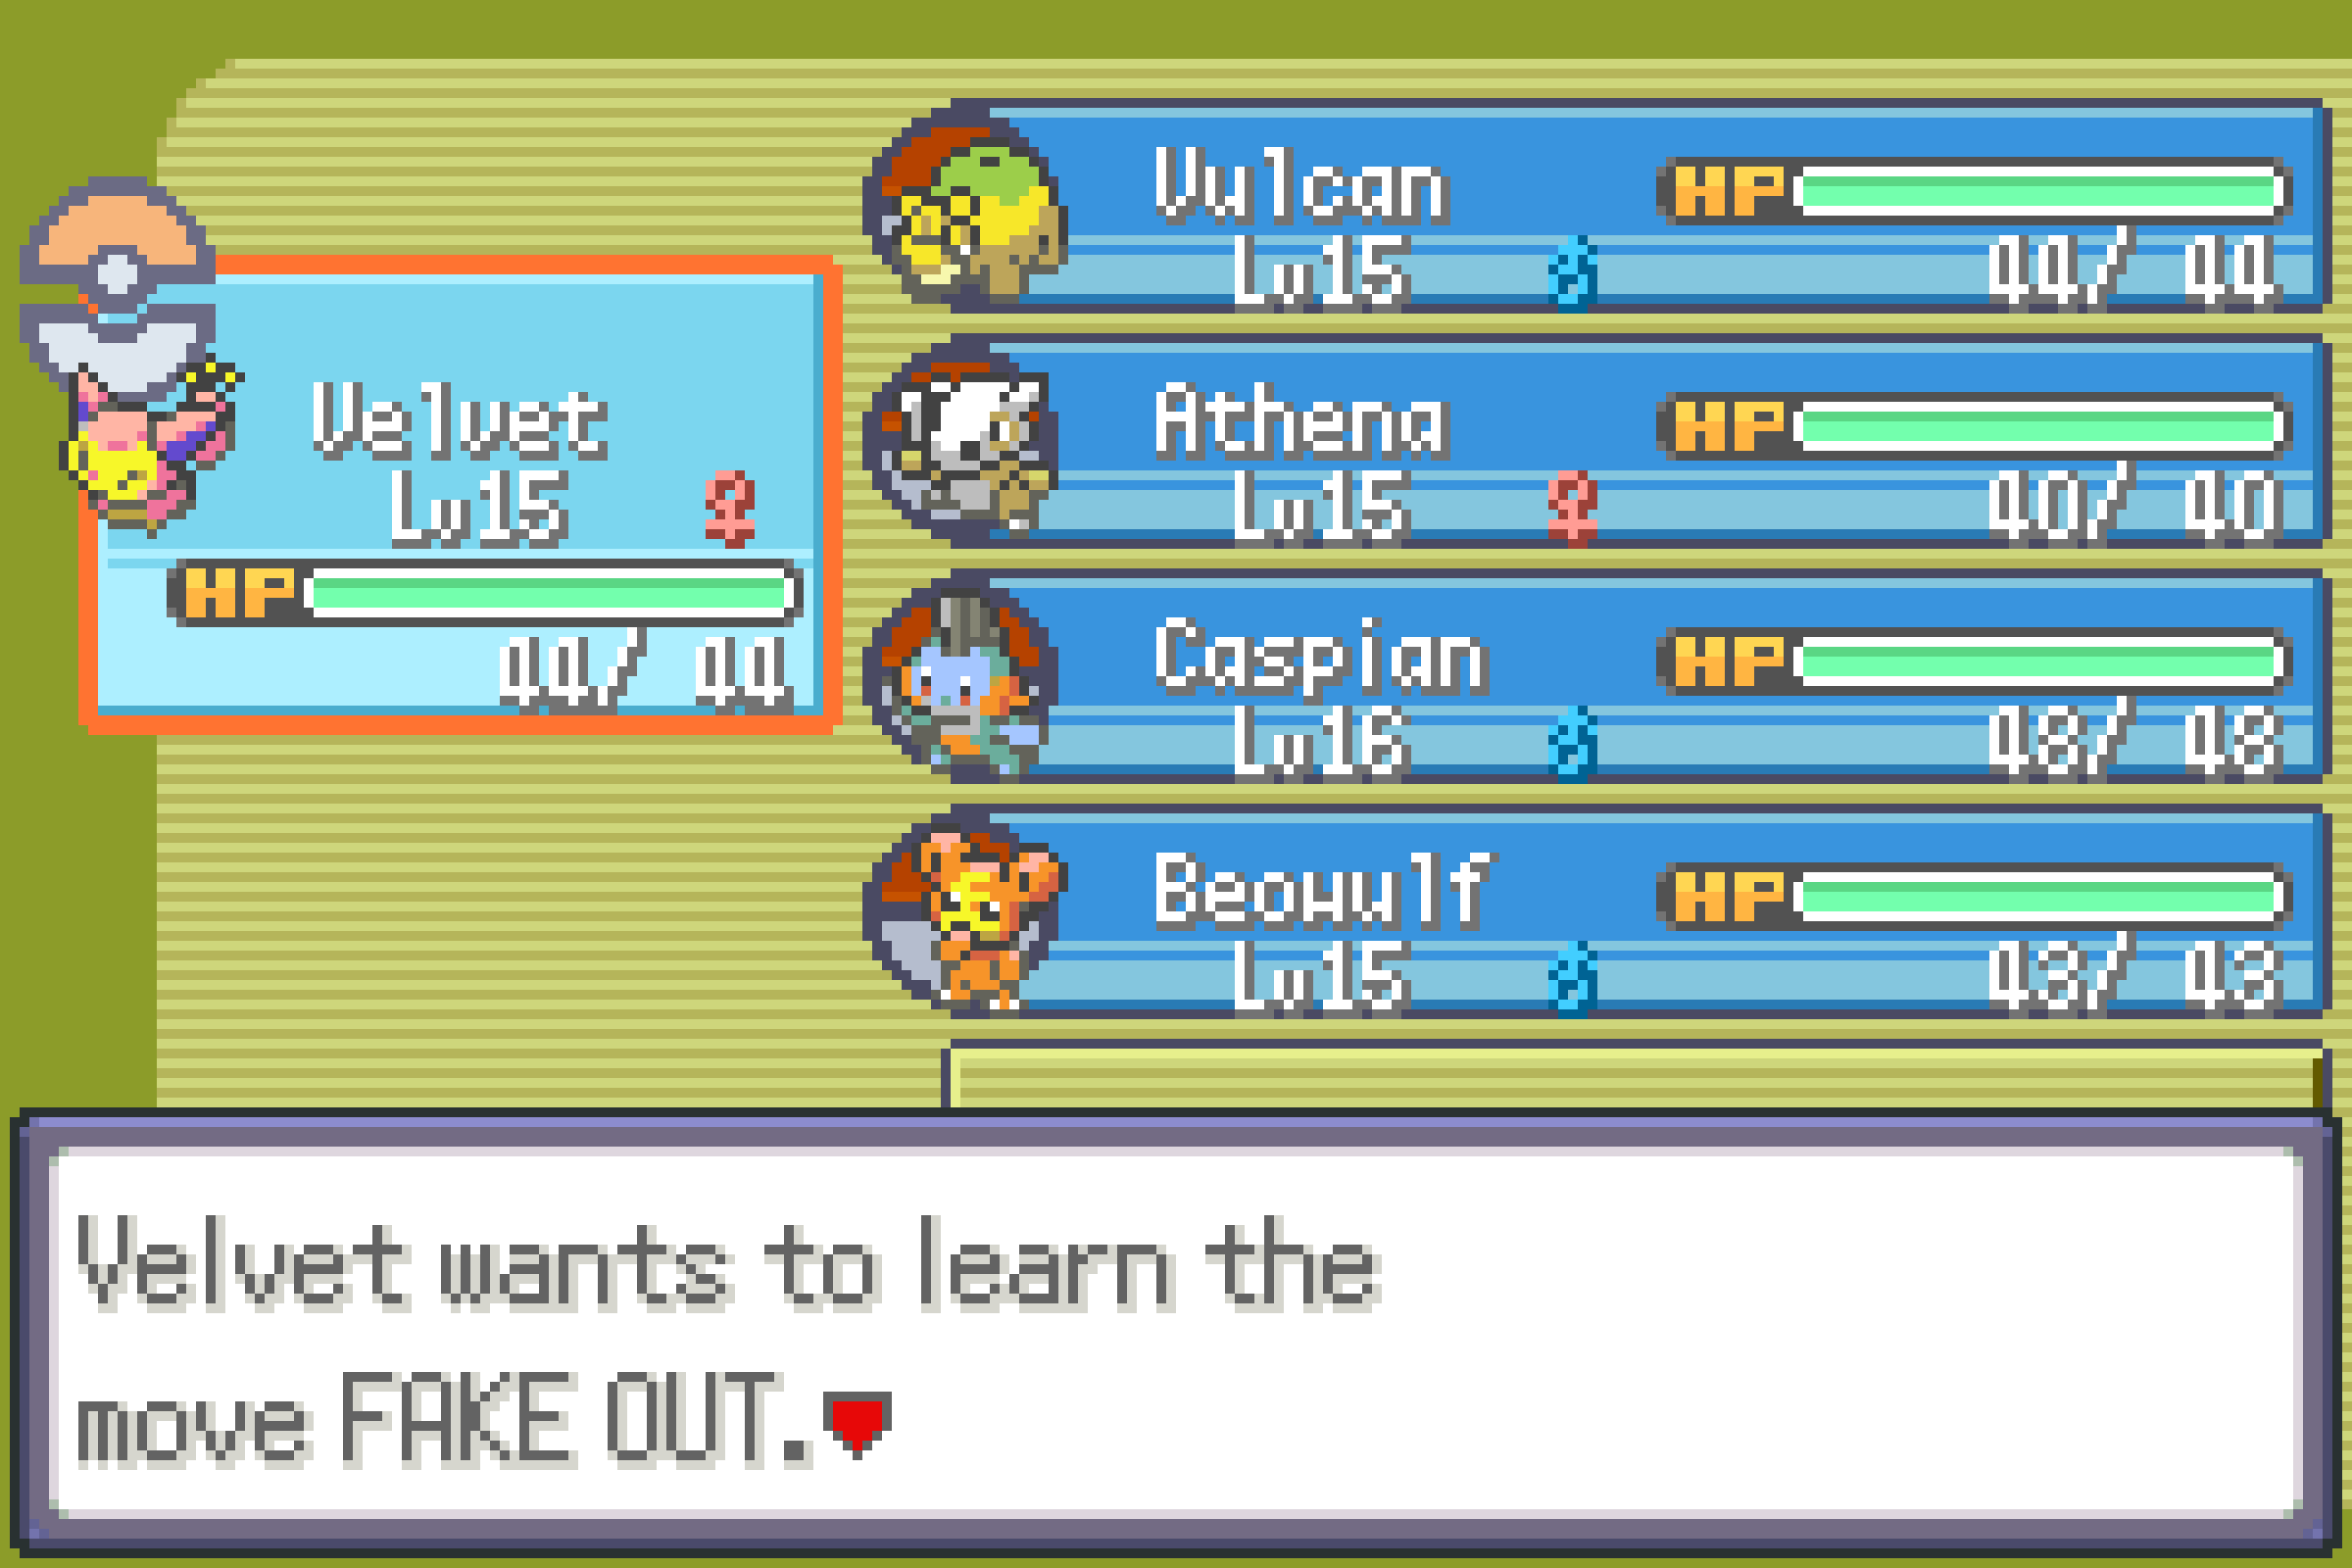 Velvet
Lv15 ♀
HP
44/ 44
Vulcan
HP
Lv15 ♂
44/ 44
Athena
HP
Lv15 ♀
40/ 40
Caspian
HP
Lv16 ♂
48/ 48
Beowulf
HP
Lv15 ♂
43/ 43
Velvet wants to learn the
move FAKE OUT.